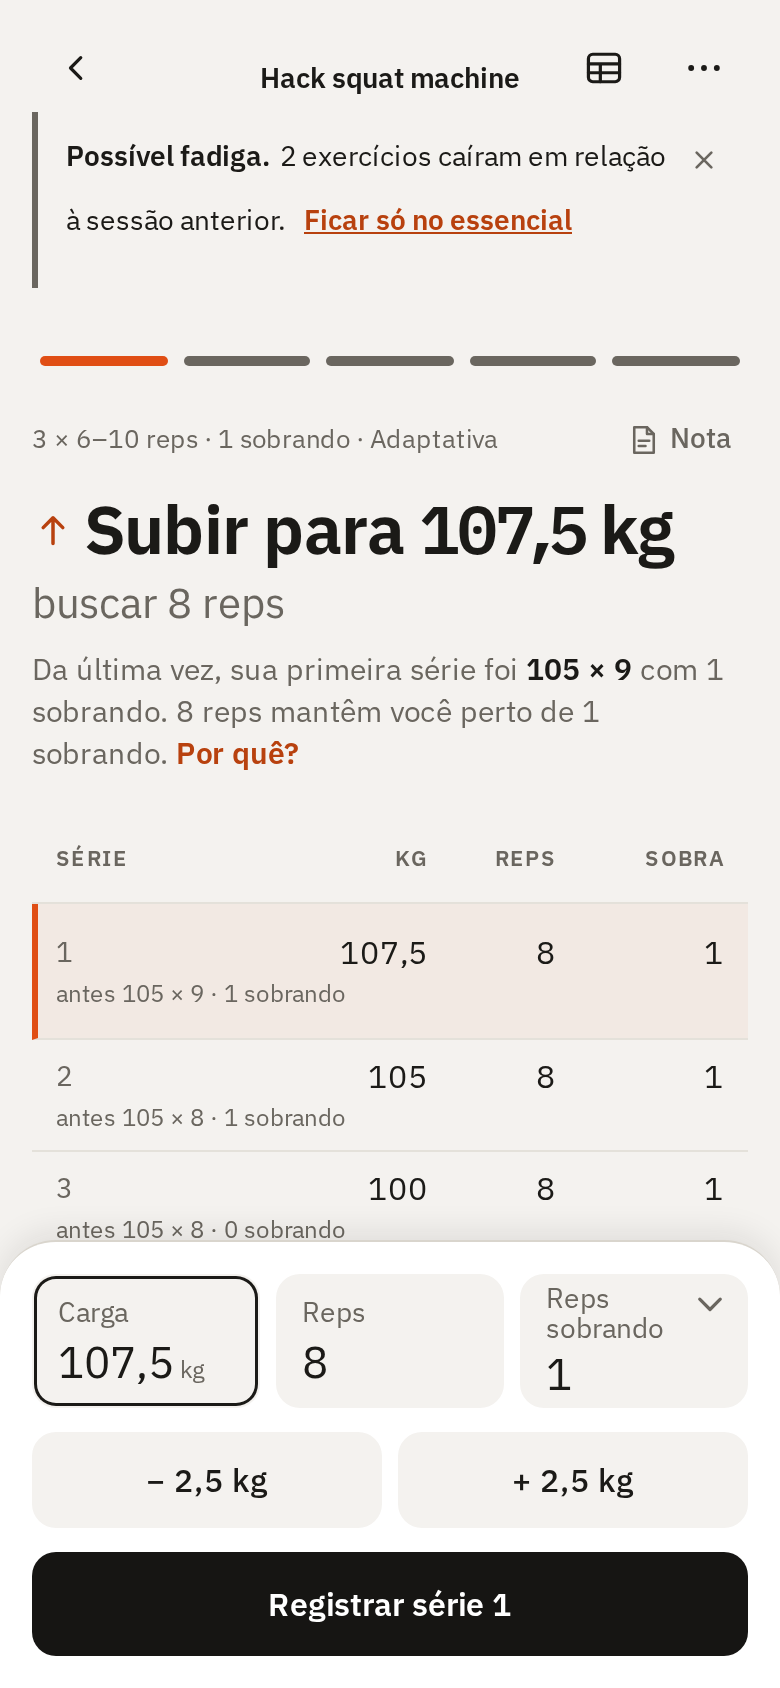 Hack squat machine
Possível fadiga. 2 exercícios caíram em relação
à sessão anterior. Ficar só no essencial
3 × 6–10 reps · 1 sobrando · Adaptativa
Nota
↑ Subir para 107,5 kg
buscar 8 reps
Da última vez, sua primeira série foi 105 × 9 com 1
sobrando. 8 reps mantêm você perto de 1
sobrando. Por quê?
SÉRIE KG REPS SOBRA
1 107,5 8 1
antes 105 × 9 · 1 sobrando
2 105 8 1
antes 105 × 8 · 1 sobrando
3 100 8 1
antes 105 × 8 · 0 sobrando
Carga
107,5 kg
Reps
8
Reps
sobrando
1
– 2,5 kg
+ 2,5 kg
Registrar série 1